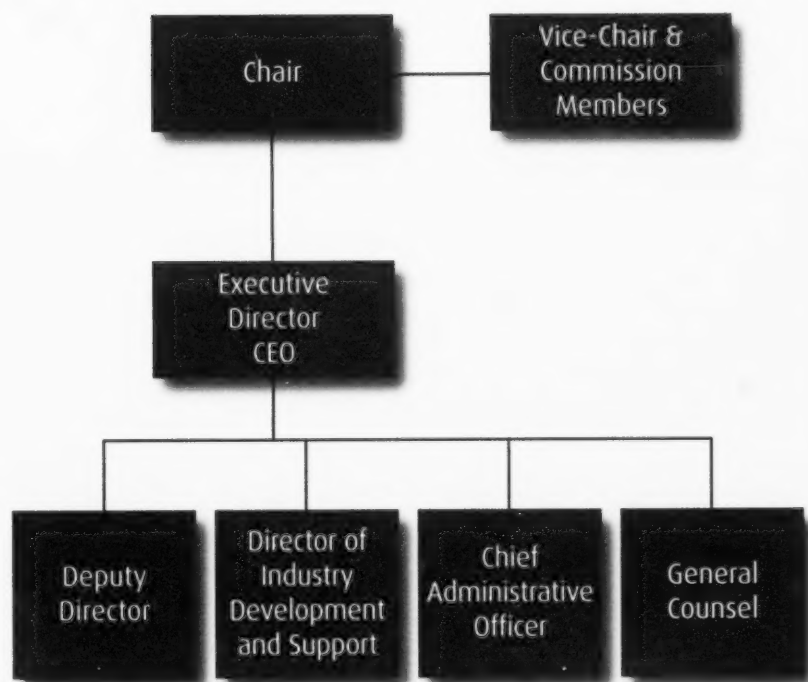 Chair
Vice-Chair &
Commission
Members
Executive
Director
CEO
Deputy
Director
Director of
Industry
Development
and Support
Chief
Administrative
Officer
General
Counsel